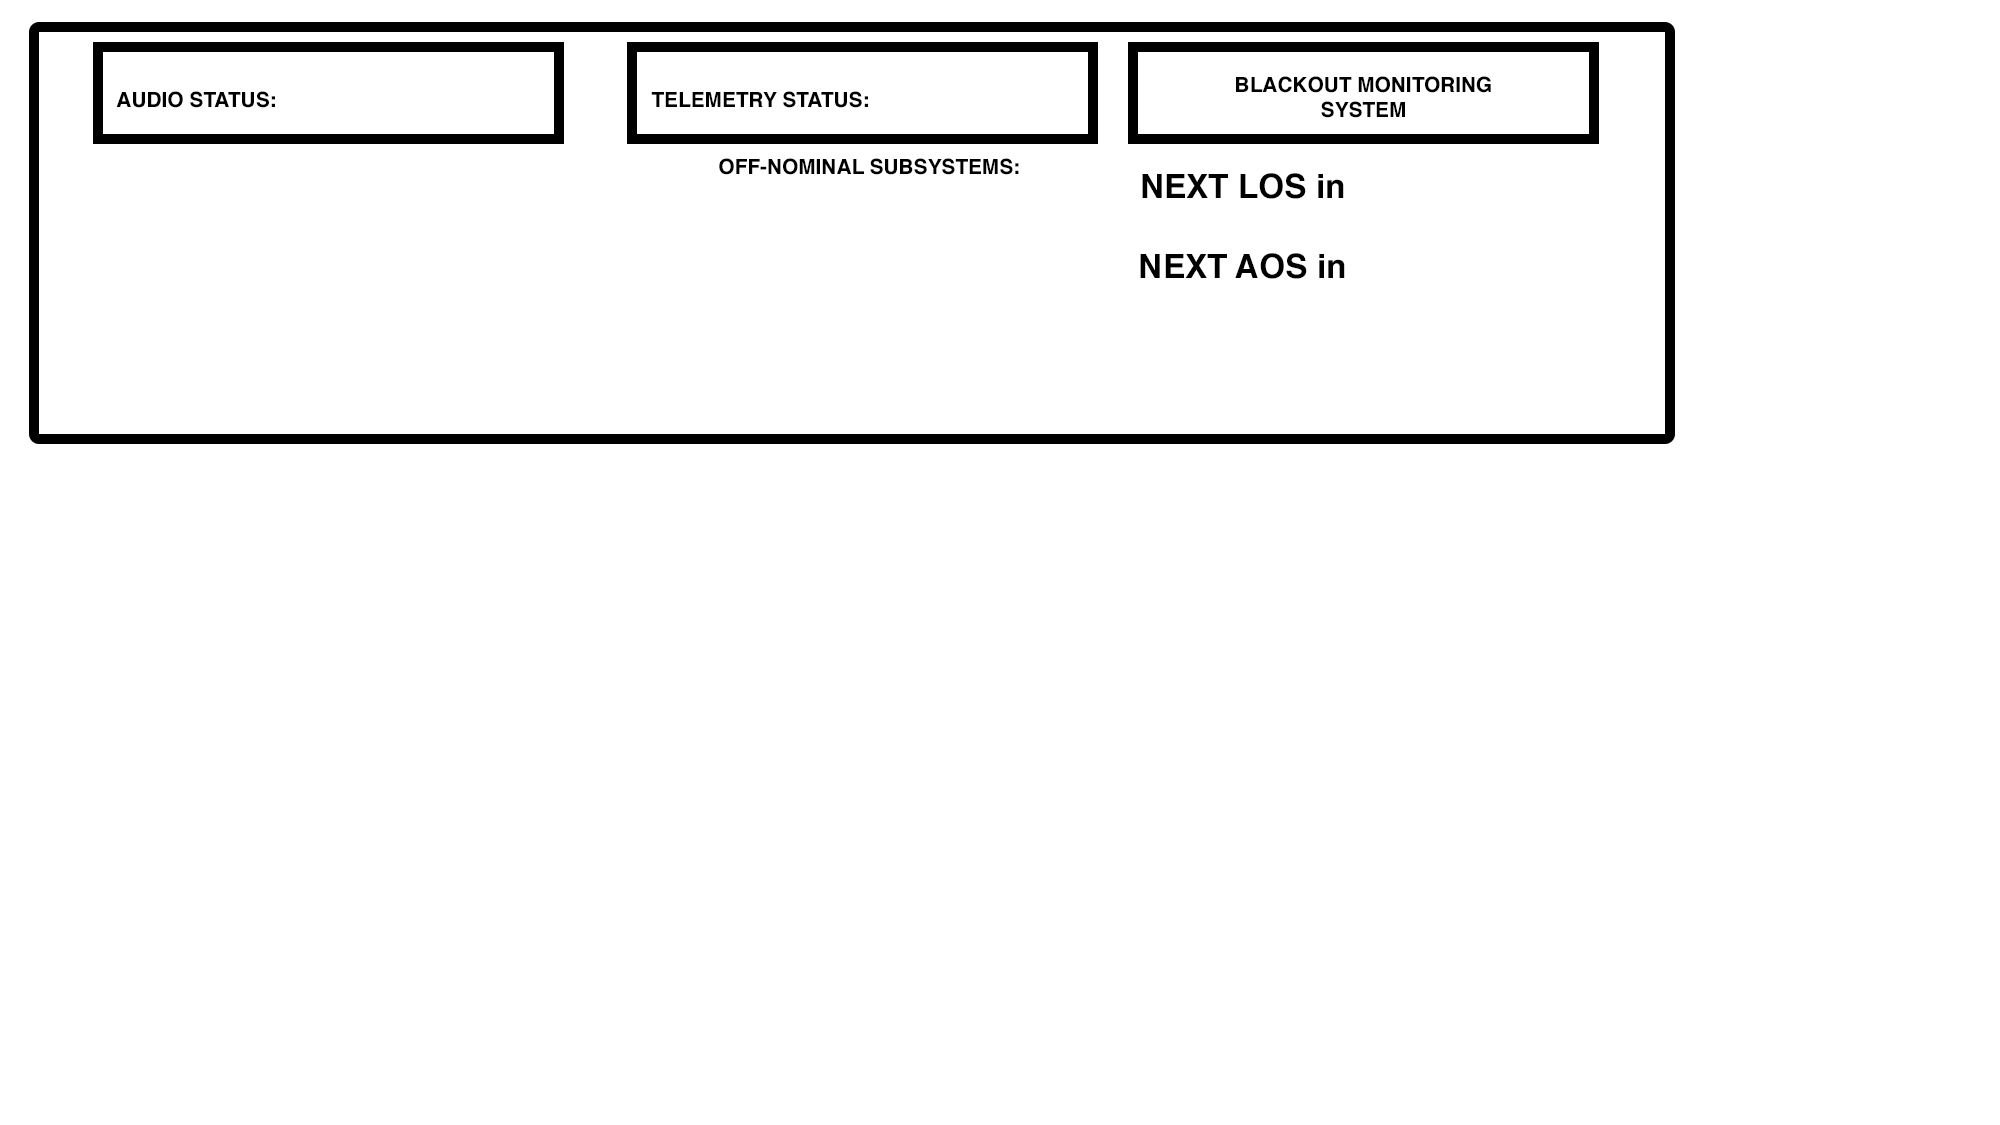 AUDIO STATUS:
TELEMETRY STATUS:
OFF-NOMINAL SUBSYSTEMS:
BLACKOUT MONITORING
SYSTEM
NEXT LOS in
NEXT AOS in